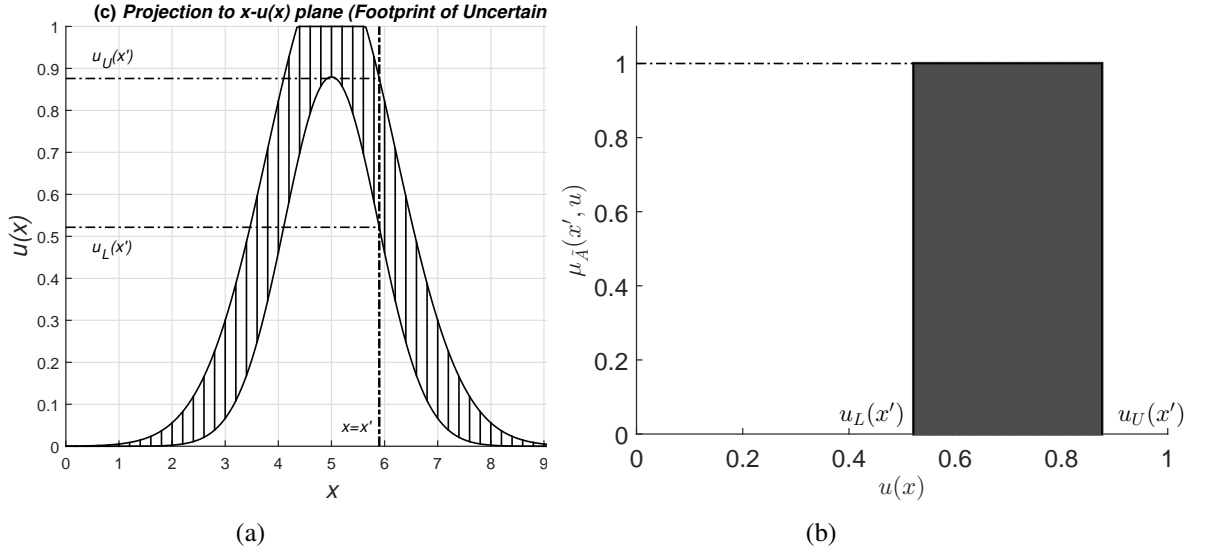 (c) Projection to x-u(x) plane (Footprint of Uncertain
1
0.9
0.8
0.7
0.6
0.5
0.4
0.3
0.2
0.1
0
u_U(x')
u_L(x')
x=x'
u(x)
0 1 2 3 4 5 6 7 8 9
x
(a)
1
0.8
0.6
0.4
0.2
0
μ_Ã(x′, u)
u_L(x′) u_U(x′)
0 0.2 0.4 0.6 0.8 1
u(x)
(b)